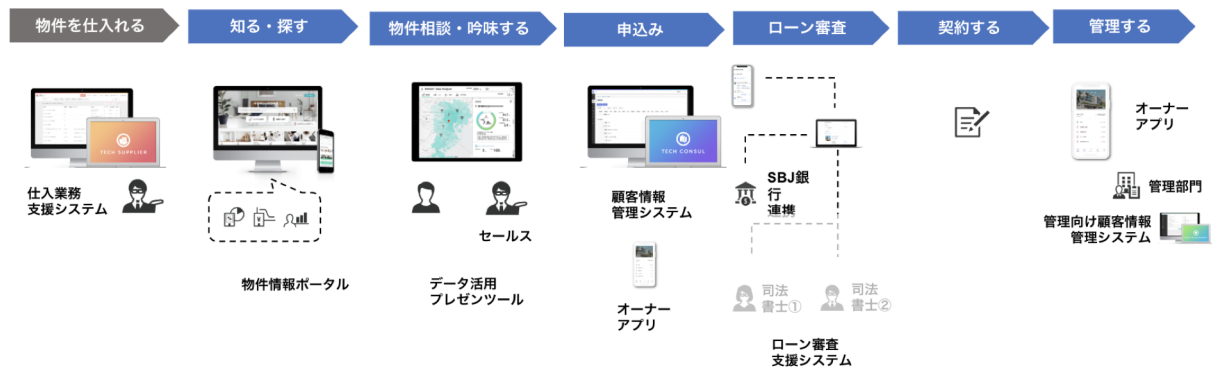 物件を仕入れる
知る・探す
物件相談・吟味する
申込み
ローン審査
契約する
管理する
TECH SUPPLIER
仕入業務
支援システム
物件情報ポータル
セールス
データ活用
プレゼンツール
TECH CONSUL
顧客情報
管理システム
オーナー
アプリ
SBJ銀
行
連携
司法
書士①
司法
書士②
ローン審査
支援システム
オーナー
アプリ
管理部門
管理向け顧客情報
管理システム